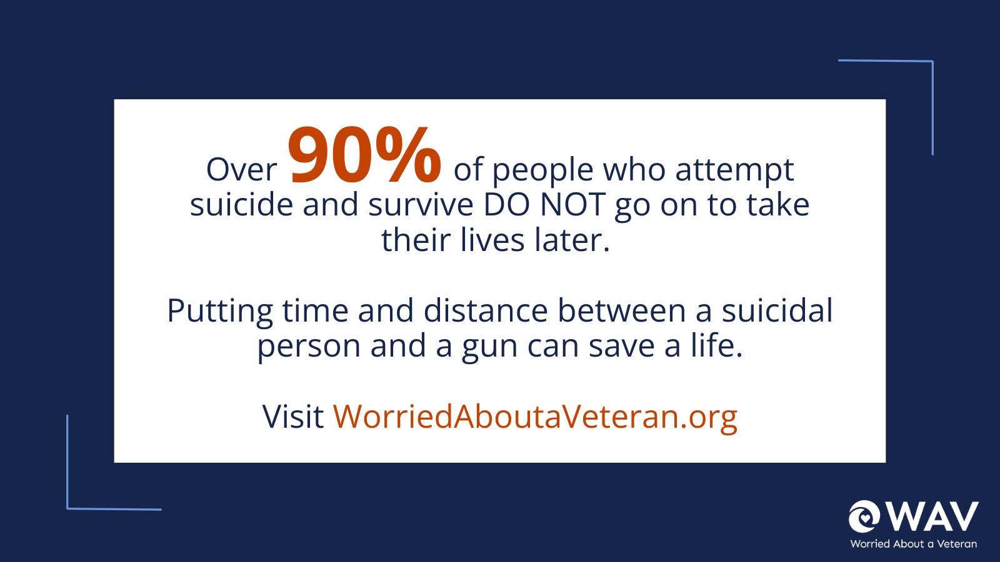 Over 90% of people who attempt
suicide and survive DO NOT go on to take
their lives later.
Putting time and distance between a suicidal
person and a gun can save a life.
Visit WorriedAboutaVeteran.org
WAV
Worried About a Veteran